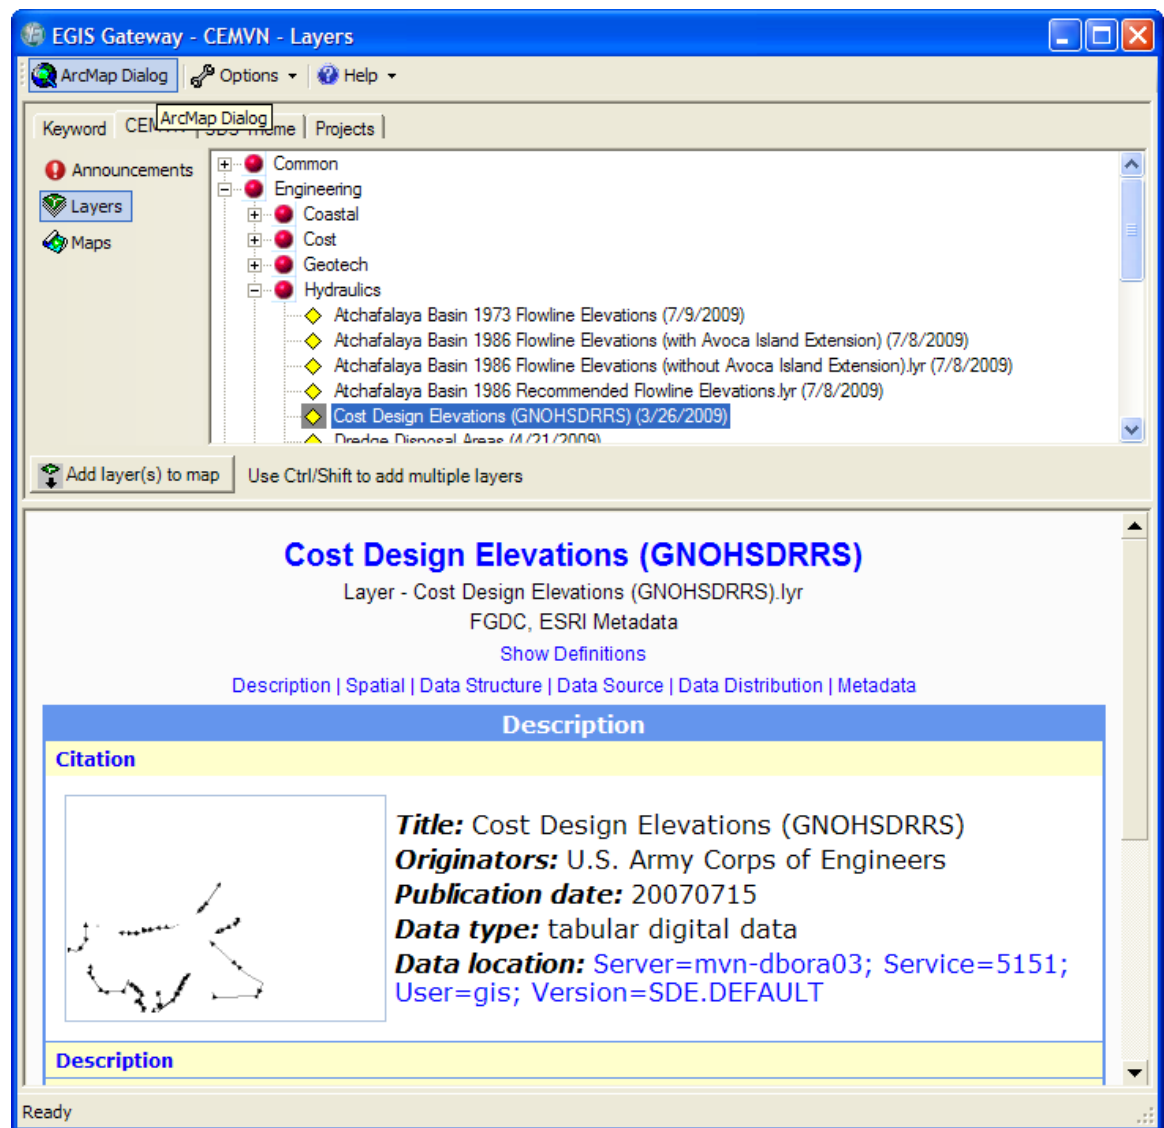 EGIS Gateway - CEMVN - Layers
ArcMap Dialog Options Help
ArcMap Dialog
Keyword Projects
Announcements
Layers
Maps
Common
Engineering
Coastal
Cost
Geotech
Hydraulics
Atchafalaya Basin 1973 Flowline Elevations (7/9/2009)
Atchafalaya Basin 1986 Flowline Elevations (with Avoca Island Extension) (7/8/2009)
Atchafalaya Basin 1986 Flowline Elevations (without Avoca Island Extension).lyr (7/8/2009)
Atchafalaya Basin 1986 Recommended Flowline Elevations.lyr (7/8/2009)
Cost Design Elevations (GNOHSDRRS) (3/26/2009)
Dredge Disposal Areas (4/21/2009)
Add layer(s) to map Use Ctrl/Shift to add multiple layers
Cost Design Elevations (GNOHSDRRS)
Layer - Cost Design Elevations (GNOHSDRRS).lyr
FGDC, ESRI Metadata
Show Definitions
Description | Spatial | Data Structure | Data Source | Data Distribution | Metadata
Description
Citation
Title: Cost Design Elevations (GNOHSDRRS)
Originators: U.S. Army Corps of Engineers
Publication date: 20070715
Data type: tabular digital data
Data location: Server=mvn-dbora03; Service=5151;
User=gis; Version=SDE.DEFAULT
Description
Ready